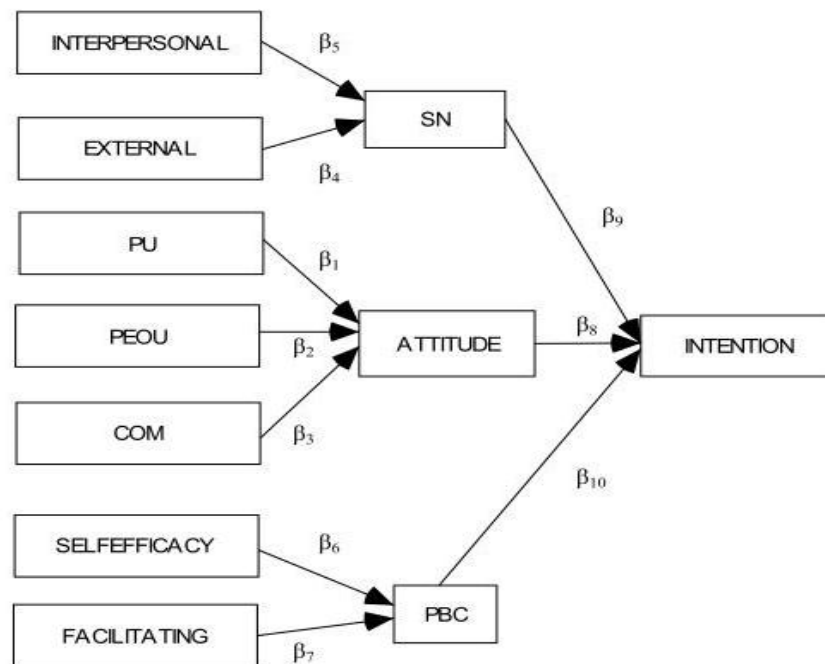 INTERPERSONAL
β5
SN
EXTERNAL
β4
β9
PU
β1
PEOU
β2
ATTITUDE
β8
INTENTION
COM
β3
β10
SELFEFFICACY
β6
PBC
FACILITATING
β7